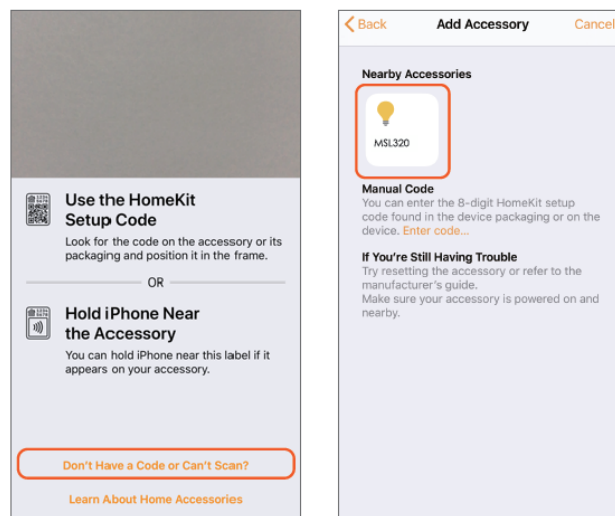 Use the HomeKit
Setup Code
Look for the code on the accessory or its
packaging and position it in the frame.
OR
Hold iPhone Near
the Accessory
You can hold iPhone near this label if it
appears on your accessory.
Don't Have a Code or Can't Scan?
Learn About Home Accessories
Back Add Accessory Cancel
Nearby Accessories
MSL320
Manual Code
You can enter the 8-digit HomeKit setup
code found in the device packaging or on the
device. Enter code...
If You're Still Having Trouble
Try resetting the accessory or refer to the
manufacturer's guide.
Make sure your accessory is powered on and
nearby.